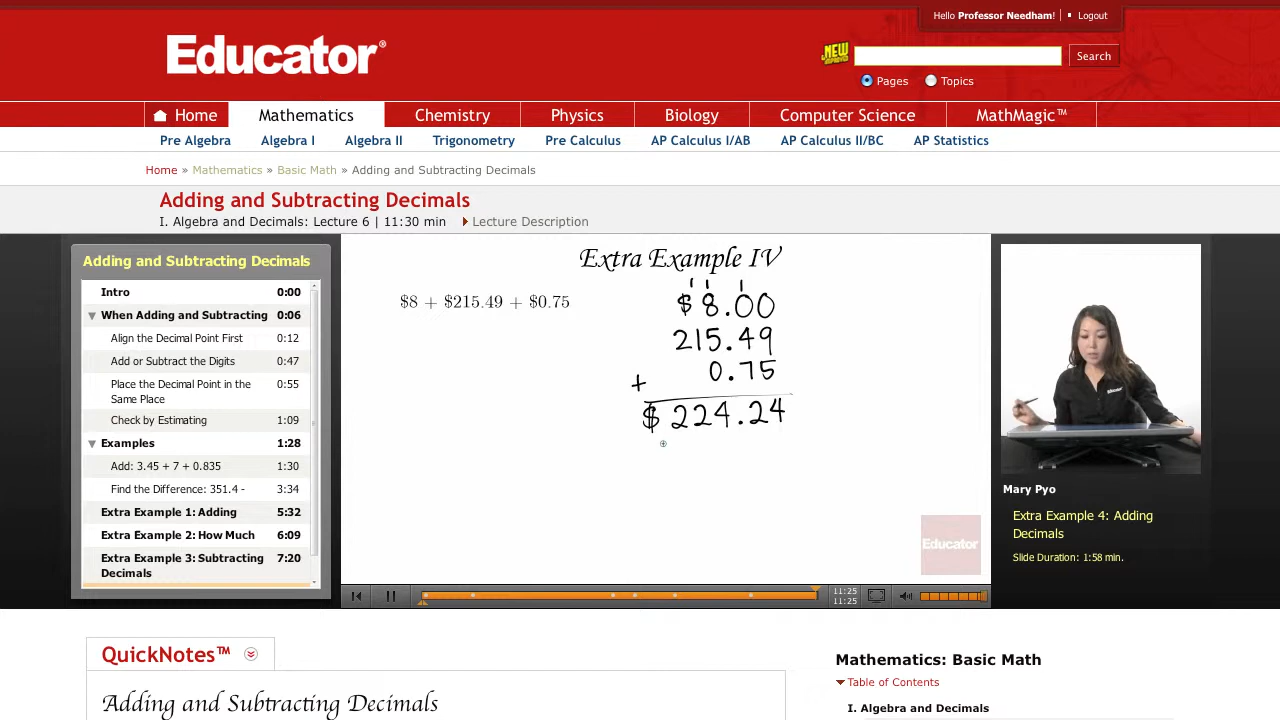 Hello Professor Needham! | ▪ Logout
Educator®
NEW
Search
Pages Topics
Home Mathematics Chemistry Physics Biology Computer Science MathMagic™
Pre Algebra Algebra I Algebra II Trigonometry Pre Calculus AP Calculus I/AB AP Calculus II/BC AP Statistics
Home » Mathematics » Basic Math » Adding and Subtracting Decimals
Adding and Subtracting Decimals
I. Algebra and Decimals: Lecture 6 | 11:30 min Lecture Description
Adding and Subtracting Decimals
Intro 0:00
When Adding and Subtracting 0:06
Align the Decimal Point First 0:12
Add or Subtract the Digits 0:47
Place the Decimal Point in the 0:55
Same Place
Check by Estimating 1:09
Examples 1:28
Add: 3.45 + 7 + 0.835 1:30
Find the Difference: 351.4 - 3:34
Extra Example 1: Adding 5:32
Extra Example 2: How Much 6:09
Extra Example 3: Subtracting 7:20
Decimals
Extra Example IV
$8 + $215.49 + $0.75
1 1 1
$8.00
215.49
0.75
+
$224.24
Educator
11:25
11:25
Educator
Mary Pyo
Extra Example 4: Adding
Decimals
Slide Duration: 1:58 min.
QuickNotes™
Adding and Subtracting Decimals
Mathematics: Basic Math
Table of Contents
I. Algebra and Decimals